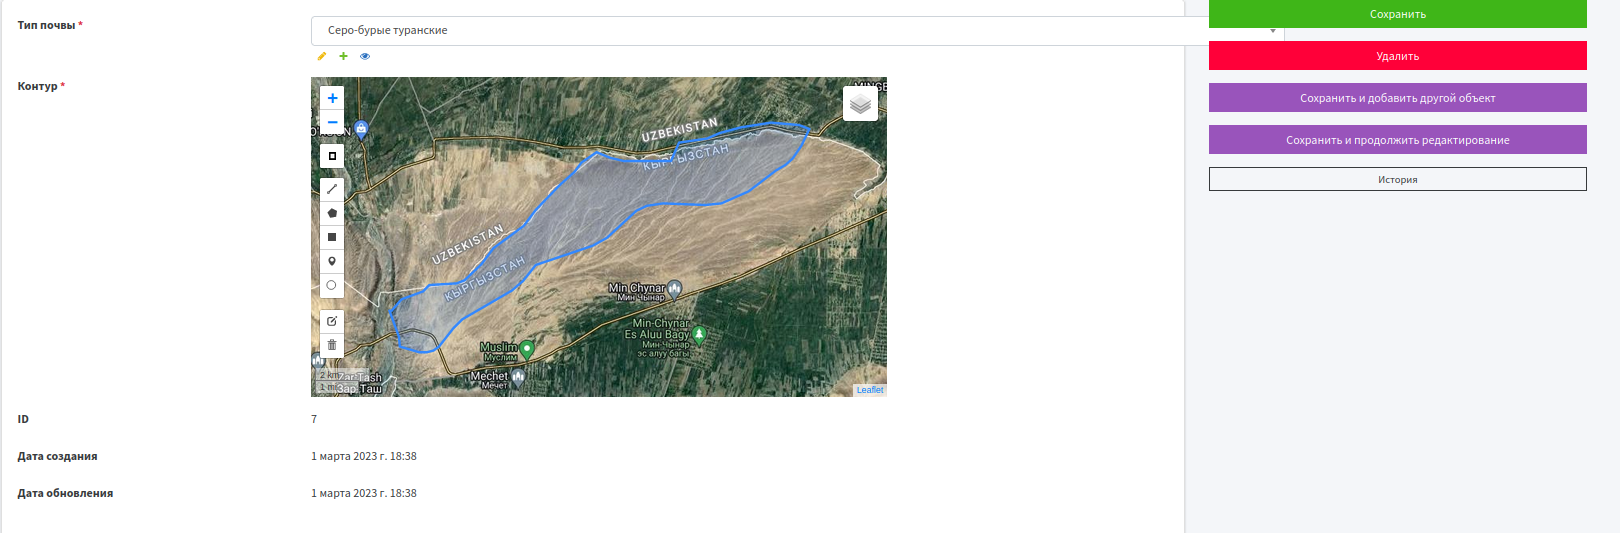 Тип почвы *
Серо-бурые туранские
Контур *
+
−
UZBEKISTAN
КЫРГЫЗСТАН
UZBEKISTAN
КЫРГЫЗСТАН
Min Chynar
Мин Чынар
Min-Chynar
Es Aluu Bagy
Мин-Чынар
эс алуу багы
Muslim
Муслим
Mechet
Мечет
2 km
1 mi
Zar-Tash
Зар-Таш
Leaflet
ID
7
Дата создания
1 марта 2023 г. 18:38
Дата обновления
1 марта 2023 г. 18:38
Сохранить
Удалить
Сохранить и добавить другой объект
Сохранить и продолжить редактирование
История